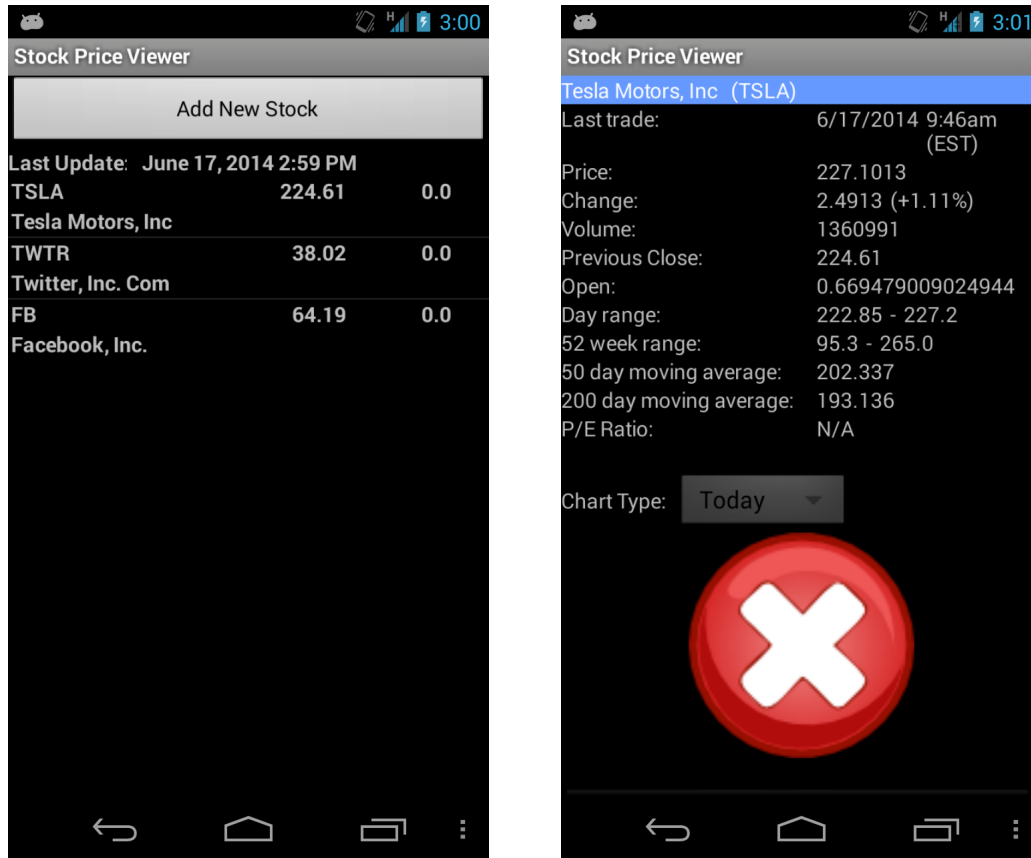 H 3:00
Stock Price Viewer
Add New Stock
Last Update: June 17, 2014 2:59 PM
TSLA 224.61 0.0
Tesla Motors, Inc
TWTR 38.02 0.0
Twitter, Inc. Com
FB 64.19 0.0
Facebook, Inc.
H 3:01
Stock Price Viewer
Tesla Motors, Inc (TSLA)
Last trade: 6/17/2014 9:46am
(EST)
Price: 227.1013
Change: 2.4913 (+1.11%)
Volume: 1360991
Previous Close: 224.61
Open: 0.669479009024944
Day range: 222.85 - 227.2
52 week range: 95.3 - 265.0
50 day moving average: 202.337
200 day moving average: 193.136
P/E Ratio: N/A
Chart Type: Today